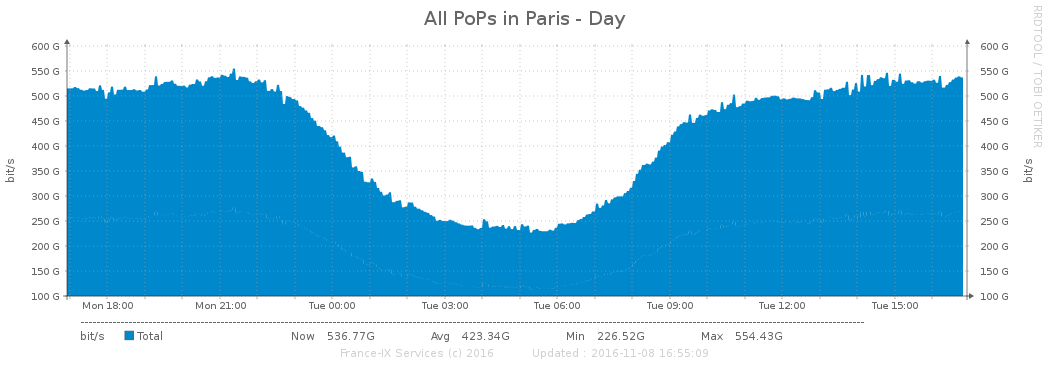 All PoPs in Paris - Day
RRDTOOL / TOBI OETIKER
600 G 600 G
550 G 550 G
500 G 500 G
450 G 450 G
400 G 400 G
350 G 350 G
300 G 300 G
250 G 250 G
200 G 200 G
150 G 150 G
100 G 100 G
bit/s bit/s
Mon 18:00 Mon 21:00 Tue 00:00 Tue 03:00 Tue 06:00 Tue 09:00 Tue 12:00 Tue 15:00
bit/s Total Now 536.77G Avg 423.34G Min 226.52G Max 554.43G
France-IX Services (c) 2016 Updated : 2016-11-08 16:55:09